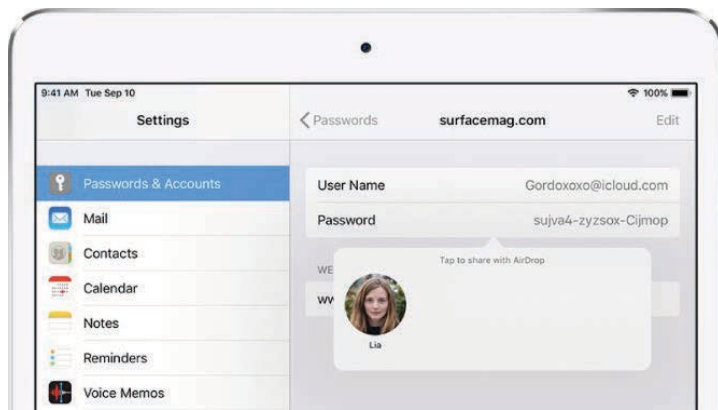 9:41 AM Tue Sep 10
100%
Settings
Passwords & Accounts
Mail
Contacts
Calendar
Notes
Reminders
Voice Memos
Passwords
surfacemag.com
Edit
User Name
Gordoxoxo@icloud.com
Password
sujva4-zyzsox-Cijmop
Tap to share with AirDrop
WE
Lia